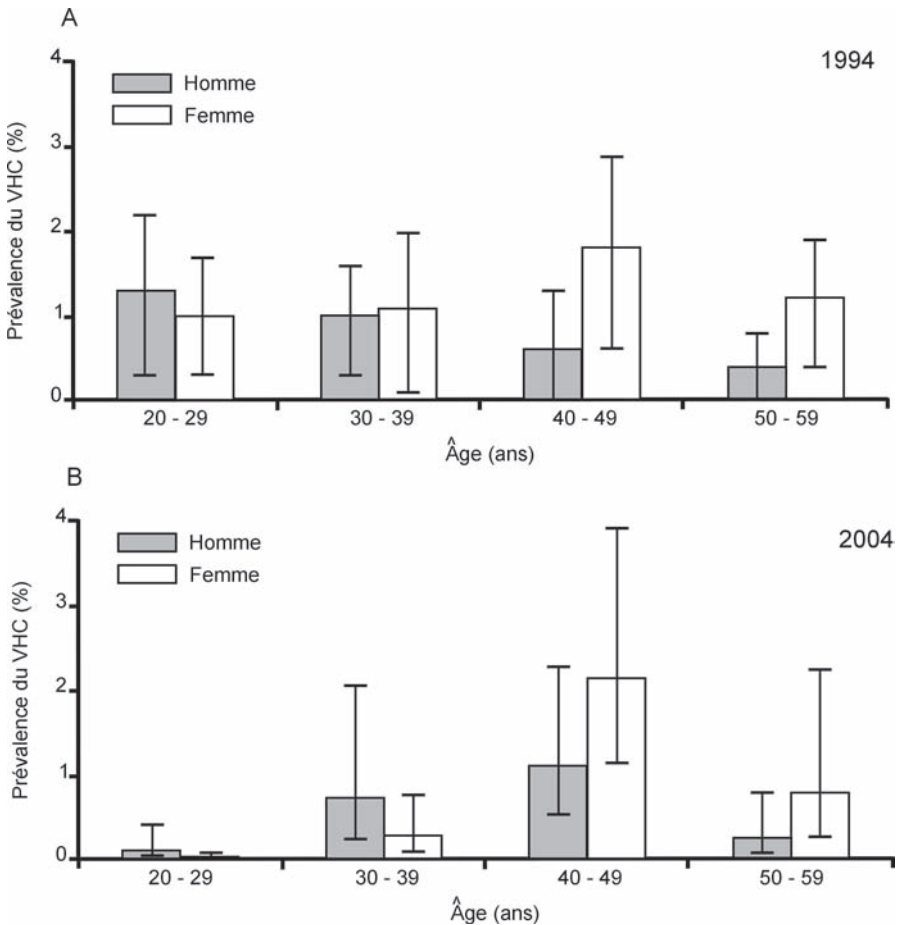 A
1994
Homme
Femme
Prévalence du VHC (%)
4
3
2
1
0
20 - 29
30 - 39
40 - 49
50 - 59
Âge (ans)
B
2004
Homme
Femme
Prévalence du VHC (%)
4
3
2
1
0
20 - 29
30 - 39
40 - 49
50 - 59
Âge (ans)